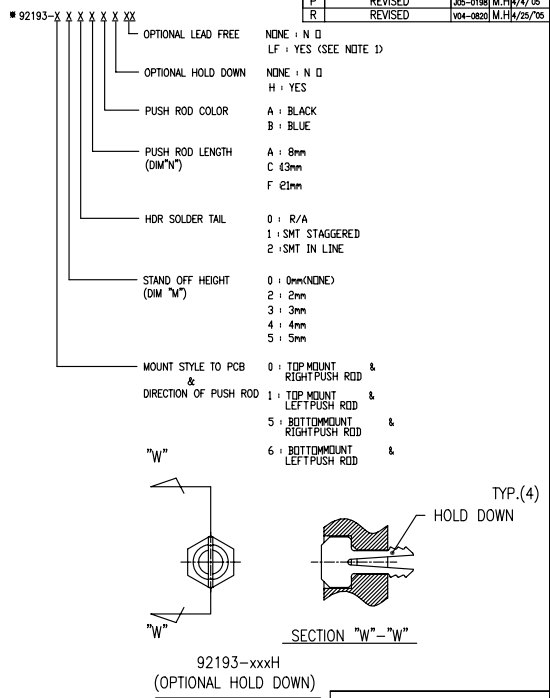 P REVISED J05-0198 M.H 4/4/'05
R REVISED V04-0820 M.H 4/25/'05
* 92193-X X X X X X XX
OPTIONAL LEAD FREE NONE : N O
LF : YES (SEE NOTE 1)
OPTIONAL HOLD DOWN NONE : N O
H : YES
PUSH ROD COLOR A : BLACK
B : BLUE
PUSH ROD LENGTH A : 8mm
(DIM"N") C :13mm
F :21mm
HDR SOLDER TAIL 0 : R/A
1 : SMT STAGGERED
2 : SMT IN LINE
STAND OFF HEIGHT 0 : 0mm(NONE)
(DIM "M") 2 : 2mm
3 : 3mm
4 : 4mm
5 : 5mm
MOUNT STYLE TO PCB 0 : TOP MOUNT &
& RIGHT PUSH ROD
DIRECTION OF PUSH ROD 1 : TOP MOUNT &
LEFT PUSH ROD
5 : BOTTOMMOUNT &
RIGHT PUSH ROD
6 : BOTTOMMOUNT &
LEFT PUSH ROD
"W"
TYP.(4)
HOLD DOWN
"W"
SECTION "W"-"W"
92193-xxxH
(OPTIONAL HOLD DOWN)